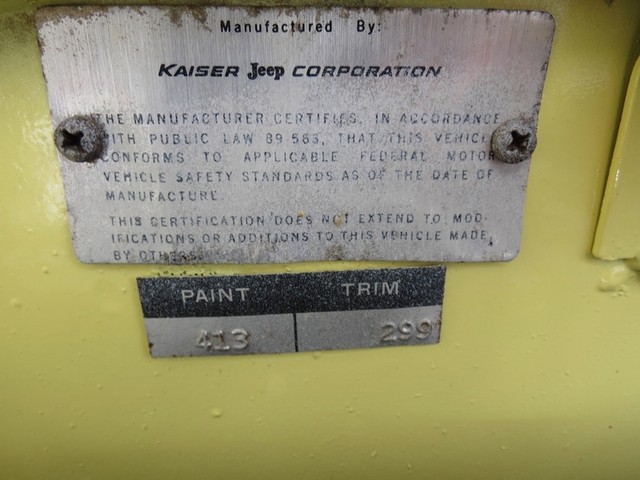 Manufactured By:
KAISER Jeep CORPORATION
THE MANUFACTURER CERTIFIES, IN ACCORDANCE
WITH PUBLIC LAW 89-563, THAT THIS VEHICLE
CONFORMS TO APPLICABLE FEDERAL MOTOR
VEHICLE SAFETY STANDARDS AS OF THE DATE OF
MANUFACTURE.
THIS CERTIFICATION DOES NOT EXTEND TO MOD-
IFICATIONS OR ADDITIONS TO THIS VEHICLE MADE
BY OTHERS.
PAINT TRIM
413 299